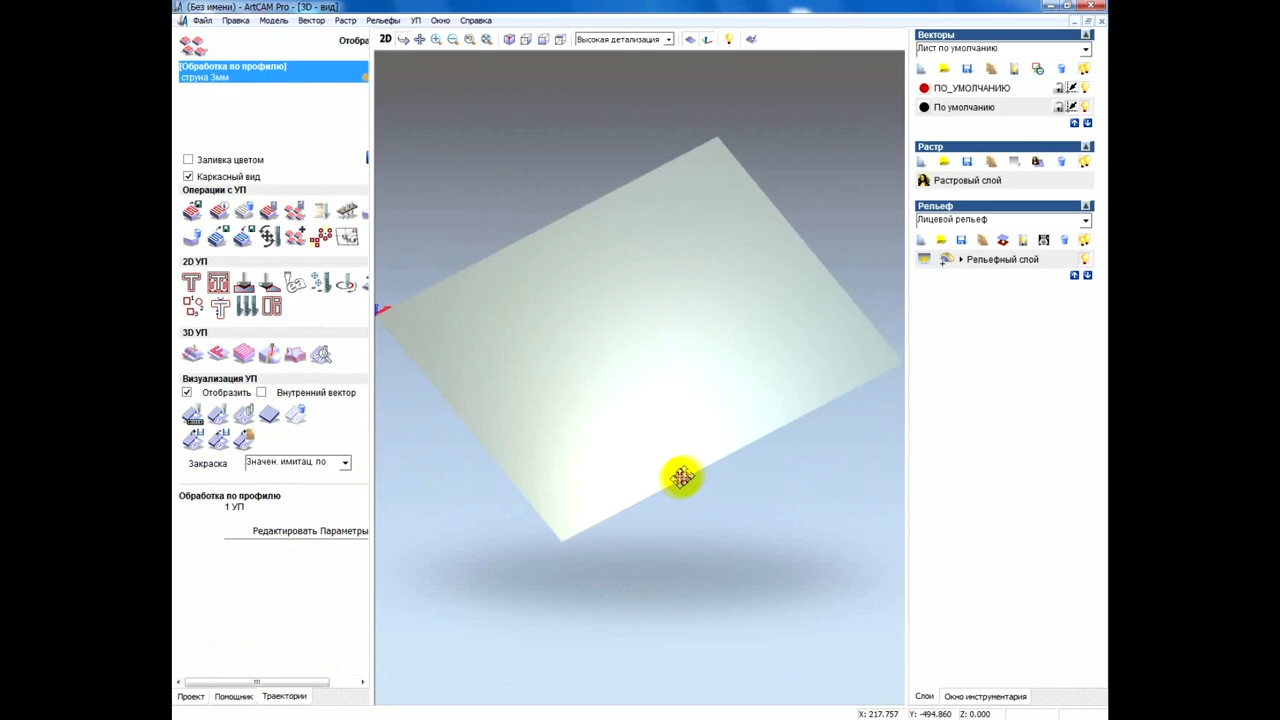 (Без имени) - ArtCAM Pro - [3D - вид]
Файл Правка Модель Вектор Растр Рельефы УП Окно Справка
Отобра
2D
Высокая детализация
[Обработка по профилю]
струна 3мм
Заливка цветом
Каркасный вид
Операции с УП
2D УП
3D УП
Визуализация УП
Отобразить Внутренний вектор
Закраска Значен. имитац. по
Обработка по профилю
1 УП
Редактировать Параметры
Проект Помощник Траектории
Векторы
Лист по умолчанию
ПО_УМОЛЧАНИЮ
По умолчанию
Растр
Растровый слой
Рельеф
Лицевой рельеф
Рельефный слой
Слои Окно инструментария
X: 217.757 Y: -494.860 Z: 0.000